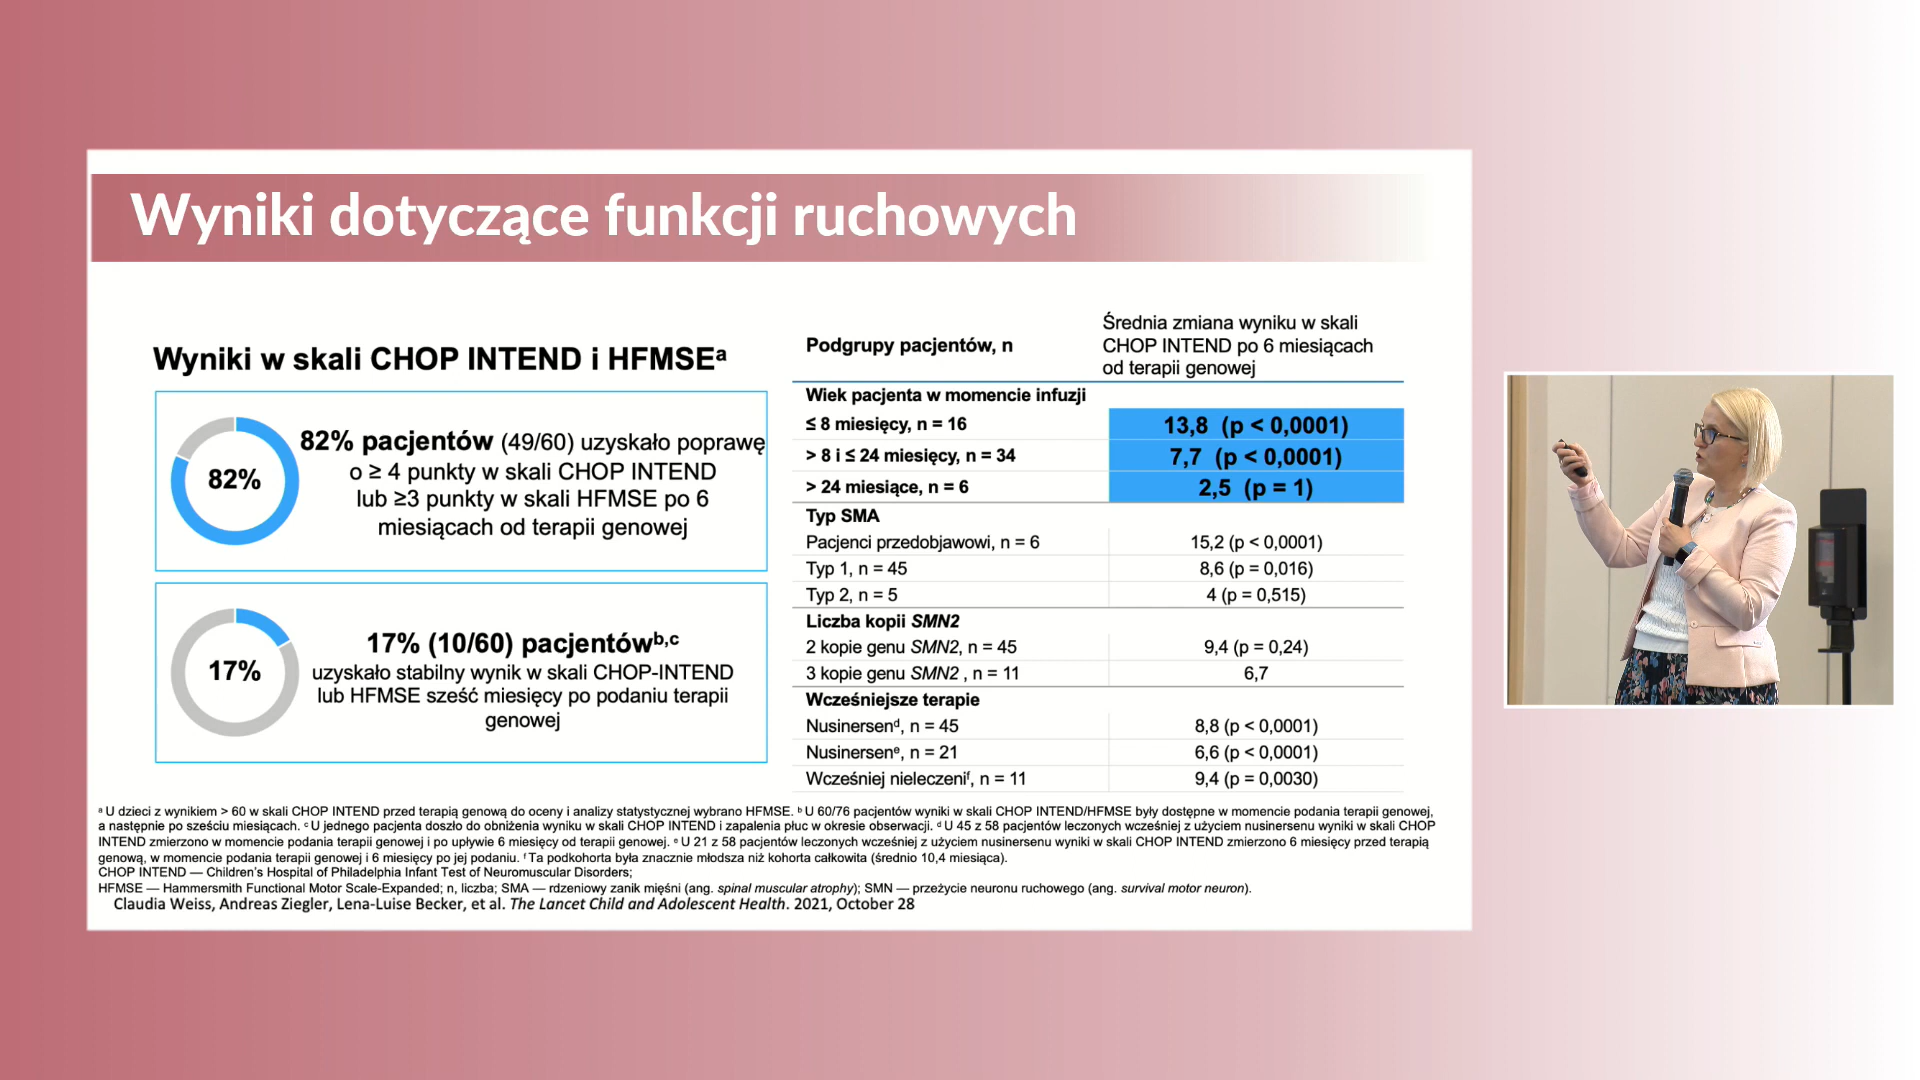 Wyniki dotyczące funkcji ruchowych
Wyniki w skali CHOP INTEND i HFMSEᵃ
82%
82% pacjentów (49/60) uzyskało poprawę
o ≥ 4 punkty w skali CHOP INTEND
lub ≥3 punkty w skali HFMSE po 6
miesiącach od terapii genowej
17%
17% (10/60) pacjentówᵇ,ᶜ
uzyskało stabilny wynik w skali CHOP-INTEND
lub HFMSE sześć miesięcy po podaniu terapii
genowej
Podgrupy pacjentów, n
Średnia zmiana wyniku w skali
CHOP INTEND po 6 miesiącach
od terapii genowej
Wiek pacjenta w momencie infuzji
≤ 8 miesięcy, n = 16 13,8 (p < 0,0001)
> 8 i ≤ 24 miesięcy, n = 34 7,7 (p < 0,0001)
> 24 miesiące, n = 6 2,5 (p = 1)
Typ SMA
Pacjenci przedobjawowi, n = 6 15,2 (p < 0,0001)
Typ 1, n = 45 8,6 (p = 0,016)
Typ 2, n = 5 4 (p = 0,515)
Liczba kopii SMN2
2 kopie genu SMN2, n = 45 9,4 (p = 0,24)
3 kopie genu SMN2 , n = 11 6,7
Wcześniejsze terapie
Nusinersenᵈ, n = 45 8,8 (p < 0,0001)
Nusinersenᵉ, n = 21 6,6 (p < 0,0001)
Wcześniej nieleczeniᶠ, n = 11 9,4 (p = 0,0030)
ᵃ U dzieci z wynikiem > 60 w skali CHOP INTEND przed terapią genową do oceny i analizy statystycznej wybrano HFMSE. ᵇ U 60/76 pacjentów wyniki w skali CHOP INTEND/HFMSE były dostępne w momencie podania terapii genowej,
a następnie po sześciu miesiącach. ᶜ U jednego pacjenta doszło do obniżenia wyniku w skali CHOP INTEND i zapalenia płuc w okresie obserwacji. ᵈ U 45 z 58 pacjentów leczonych wcześniej z użyciem nusinersenu wyniki w skali CHOP
INTEND zmierzono w momencie podania terapii genowej i po upływie 6 miesięcy od terapii genowej. ᵉ U 21 z 58 pacjentów leczonych wcześniej z użyciem nusinersenu wyniki w skali CHOP INTEND zmierzono 6 miesięcy przed terapią
genową, w momencie podania terapii genowej i 6 miesięcy po jej podaniu. ᶠ Ta podkohorta była znacznie młodsza niż kohorta całkowita (średnio 10,4 miesiąca).
CHOP INTEND — Children's Hospital of Philadelphia Infant Test of Neuromuscular Disorders;
HFMSE — Hammersmith Functional Motor Scale-Expanded; n, liczba; SMA — rdzeniowy zanik mięśni (ang. spinal muscular atrophy); SMN — przeżycie neuronu ruchowego (ang. survival motor neuron).
Claudia Weiss, Andreas Ziegler, Lena-Luise Becker, et al. The Lancet Child and Adolescent Health. 2021, October 28